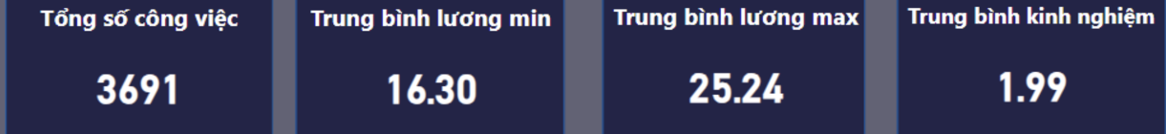 Tổng số công việc
3691
Trung bình lương min
16.30
Trung bình lương max
25.24
Trung bình kinh nghiệm
1.99